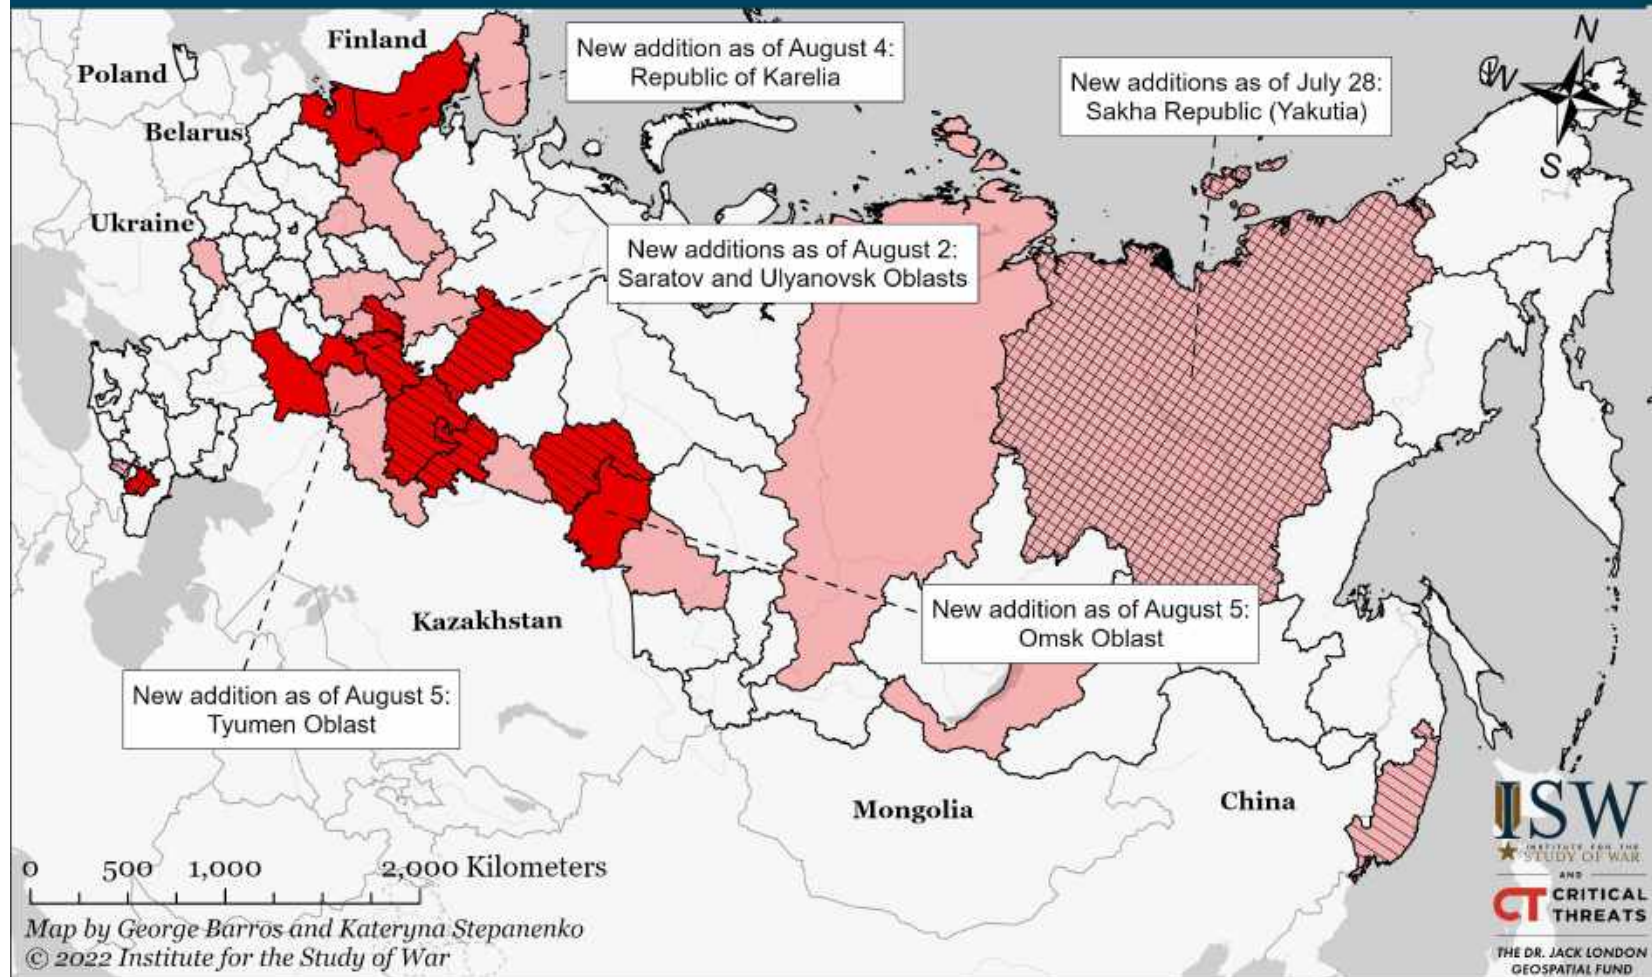 Finland
Poland
Belarus
Ukraine
New addition as of August 4:
Republic of Karelia
New additions as of July 28:
Sakha Republic (Yakutia)
N
W
E
S
New additions as of August 2:
Saratov and Ulyanovsk Oblasts
Kazakhstan
New addition as of August 5:
Omsk Oblast
New addition as of August 5:
Tyumen Oblast
Mongolia
China
0 500 1,000 2,000 Kilometers
Map by George Barros and Kateryna Stepanenko
© 2022 Institute for the Study of War
ISW
INSTITUTE FOR THE
STUDY OF WAR
AND
CT CRITICAL
THREATS
THE DR. JACK LONDON
GEOSPATIAL FUND